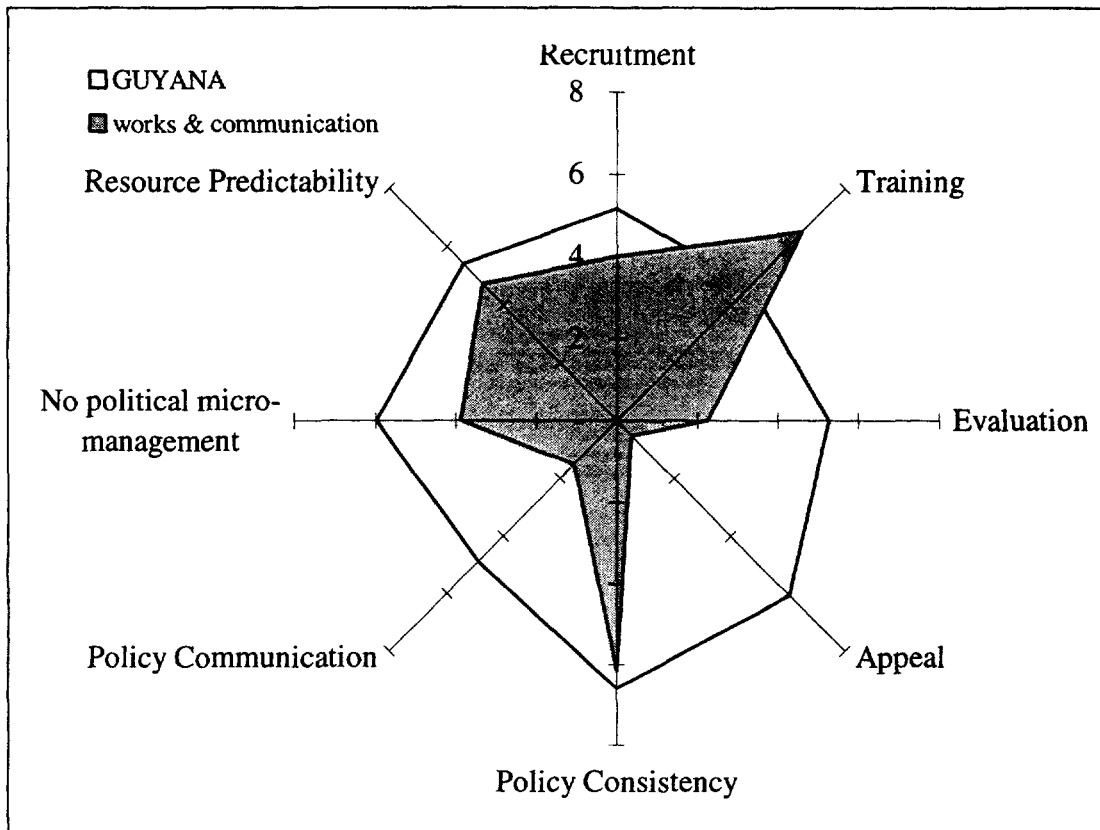 Recruitment
GUYANA
works & communication
8
6
4
2
Resource Predictability
Training
No political micro-
management
Evaluation
Policy Communication
Appeal
Policy Consistency